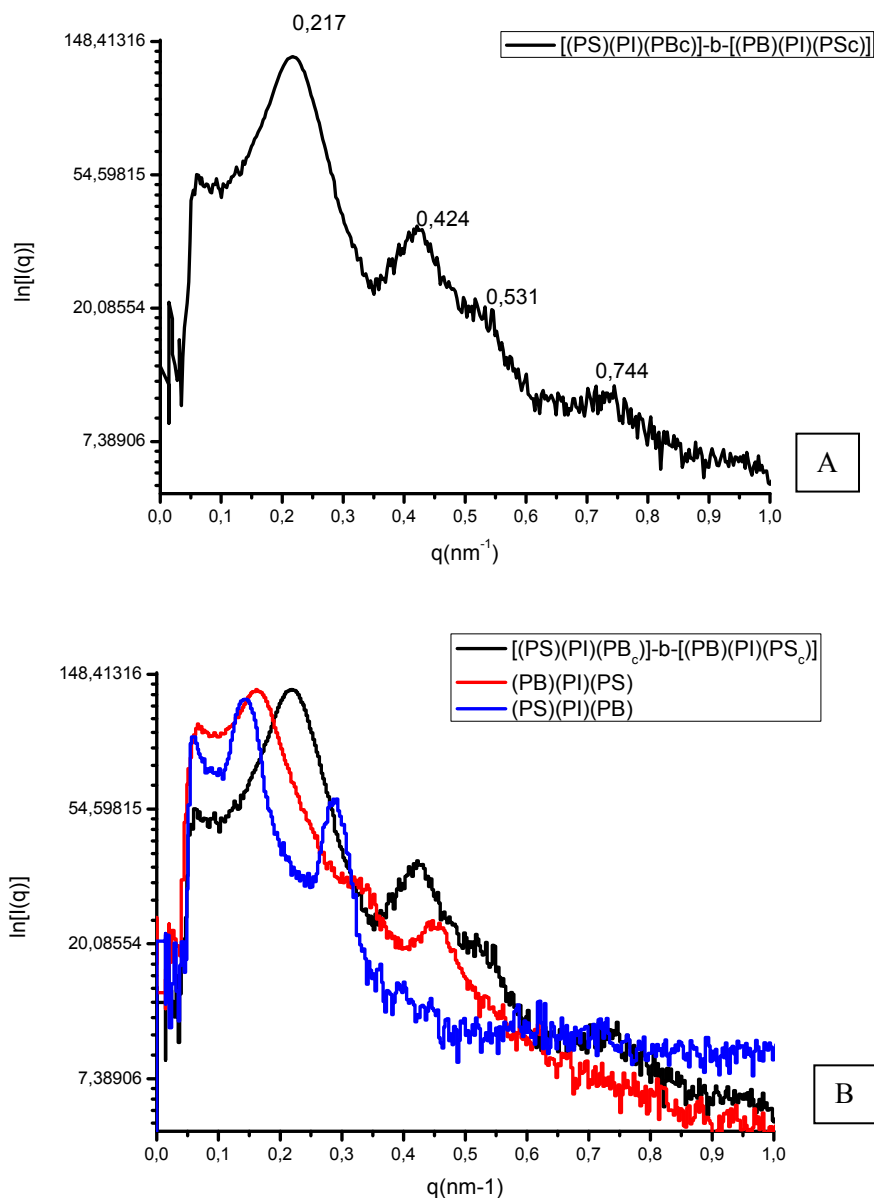 0,217
148,41316
[(PS)(PI)(PBc)]-b-[(PB)(PI)(PSc)]
54,59815
0,424
ln[I(q)]
20,08554
0,531
0,744
7,38906
A
0,0 0,1 0,2 0,3 0,4 0,5 0,6 0,7 0,8 0,9 1,0
q(nm⁻¹)
148,41316
[(PS)(PI)(PB_c)]-b-[(PB)(PI)(PS_c)]
(PB)(PI)(PS)
(PS)(PI)(PB)
54,59815
ln[I(q)]
20,08554
7,38906
B
0,0 0,1 0,2 0,3 0,4 0,5 0,6 0,7 0,8 0,9 1,0
q(nm-1)